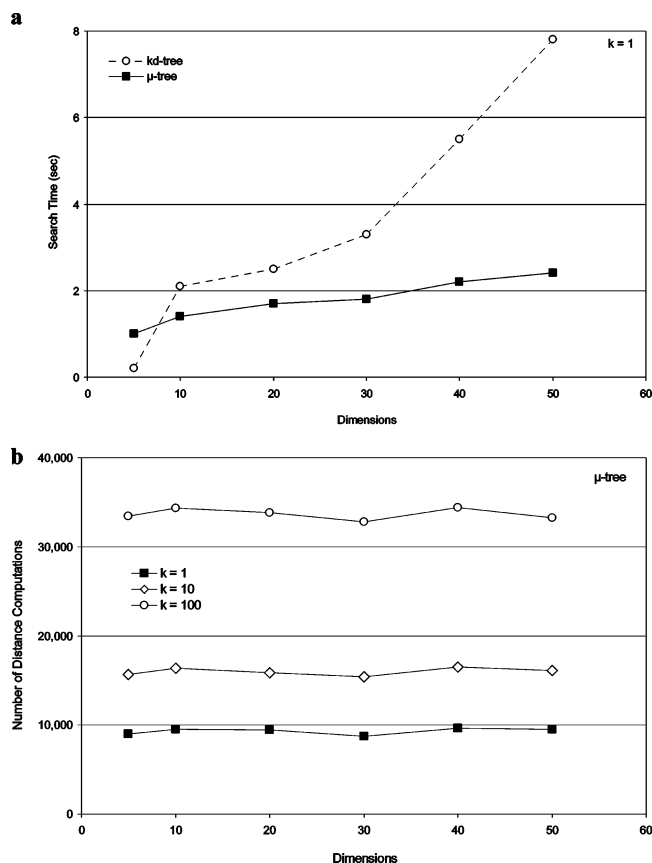 a
8
6
4
2
0
Search Time (sec)
kd-tree
μ-tree
k = 1
0 10 20 30 40 50 60
Dimensions
b
40,000
30,000
20,000
10,000
0
Number of Distance Computations
μ-tree
k = 1
k = 10
k = 100
0 10 20 30 40 50 60
Dimensions